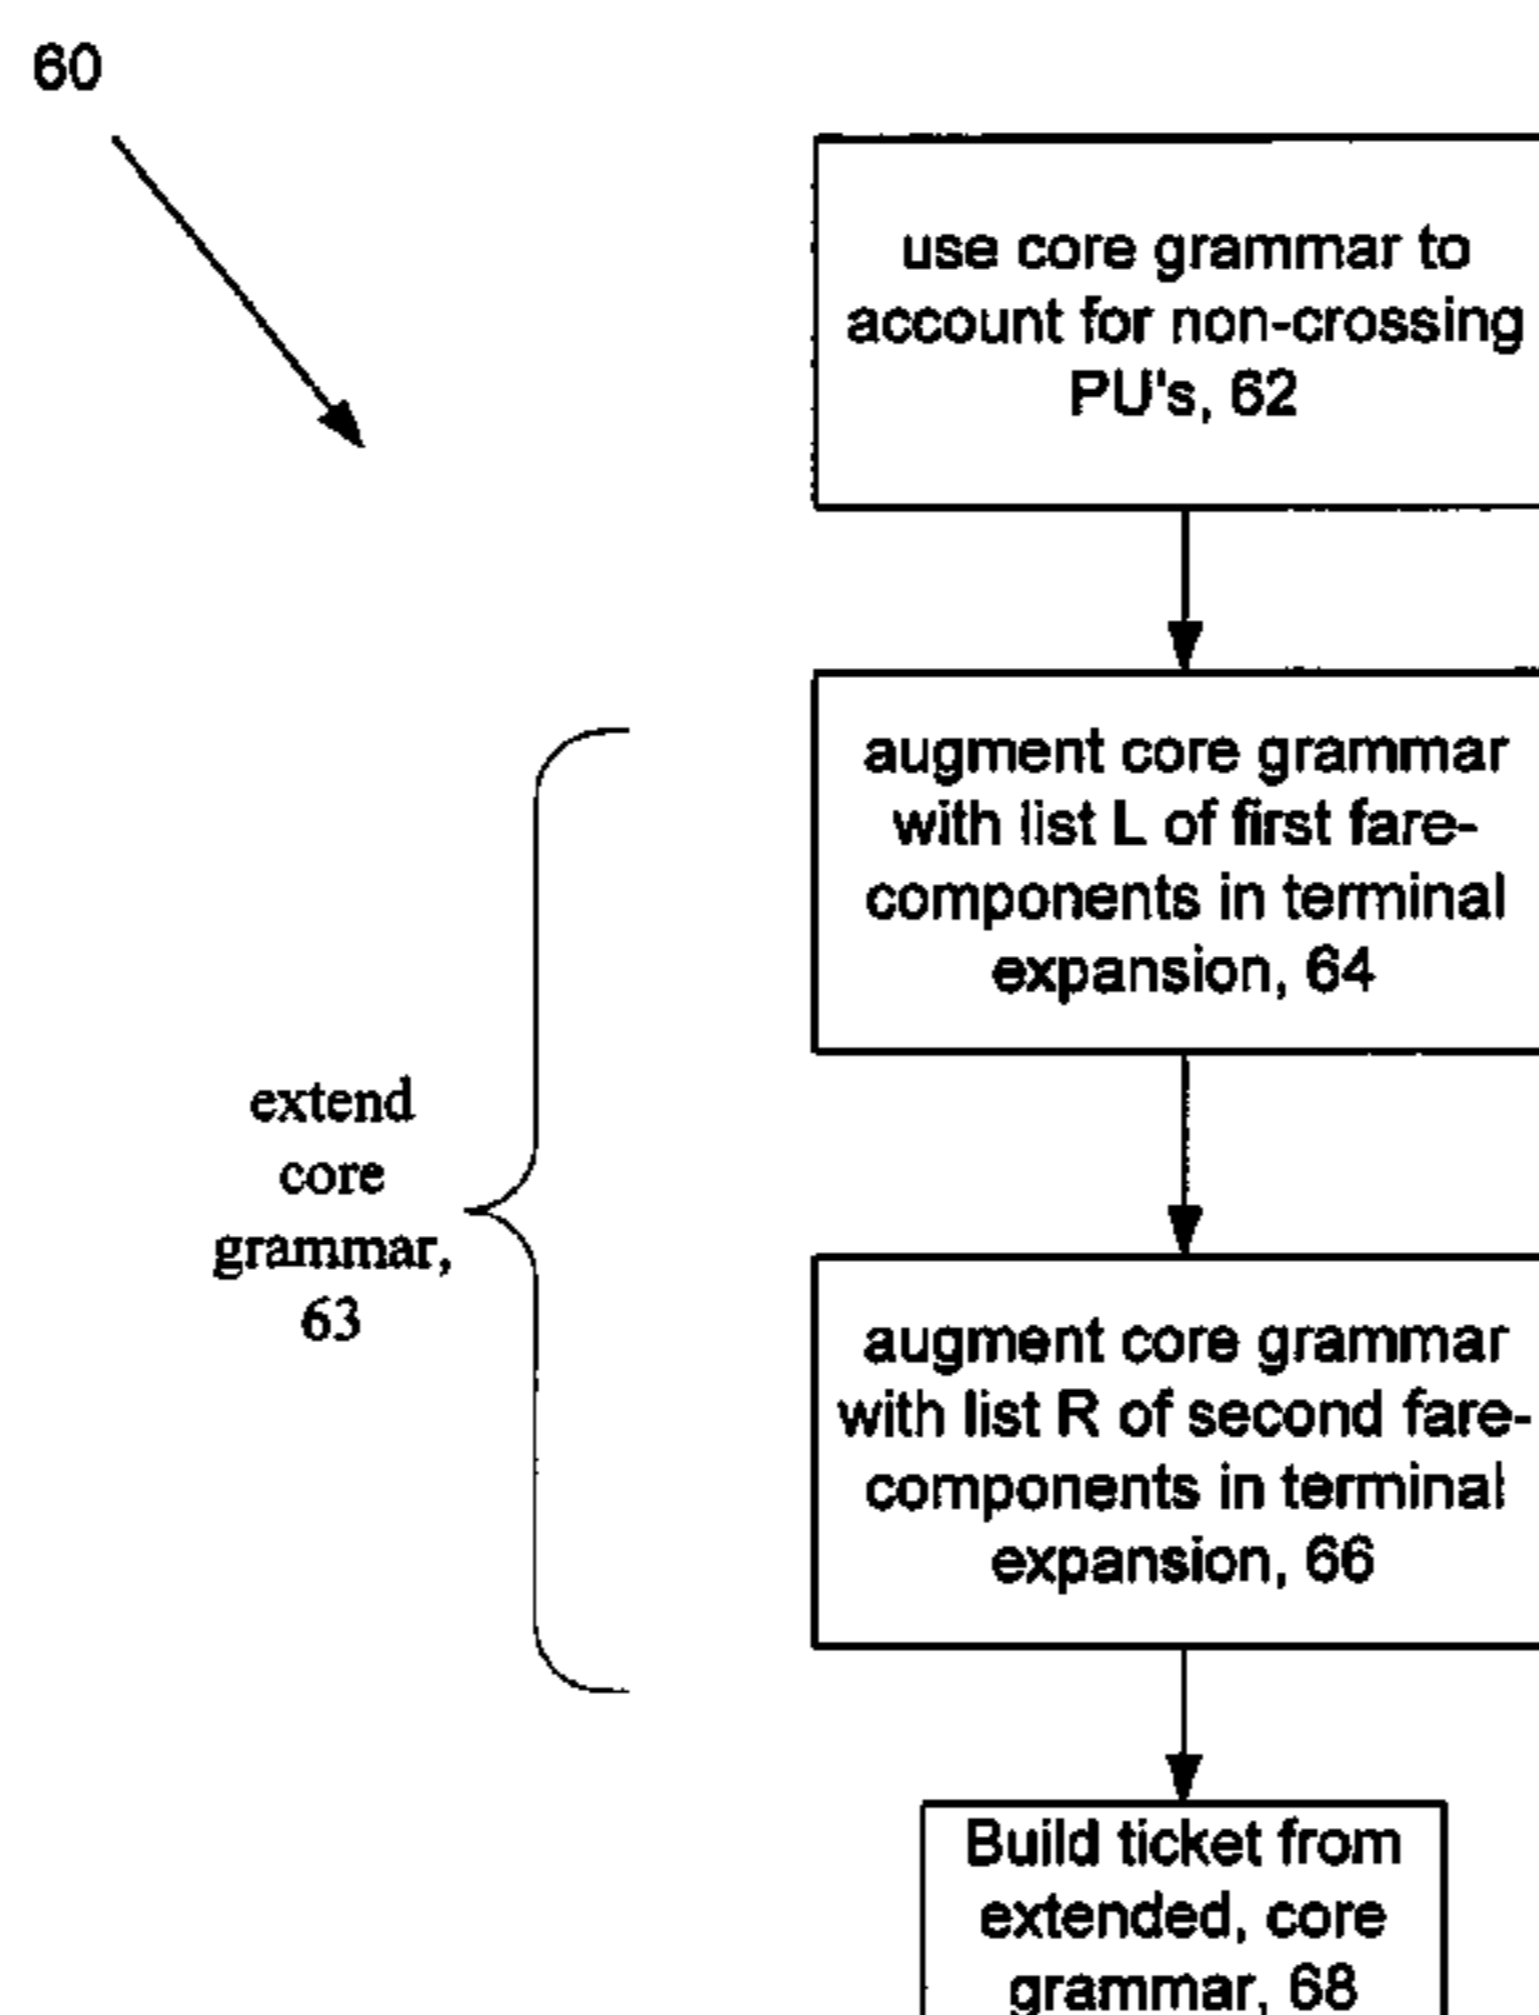 60
use core grammar to
account for non-crossing
PU's, 62
augment core grammar
with list L of first fare-
components in terminal
expansion, 64
extend
core
grammar,
63
augment core grammar
with list R of second fare-
components in terminal
expansion, 66
Build ticket from
extended, core
grammar, 68